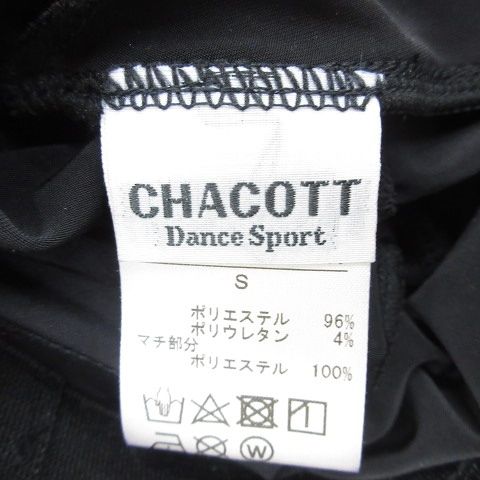 CHACOTT
Dance Sport
S
ポリエステル 96%
ポリウレタン 4%
マチ部分
ポリエステル 100%
W